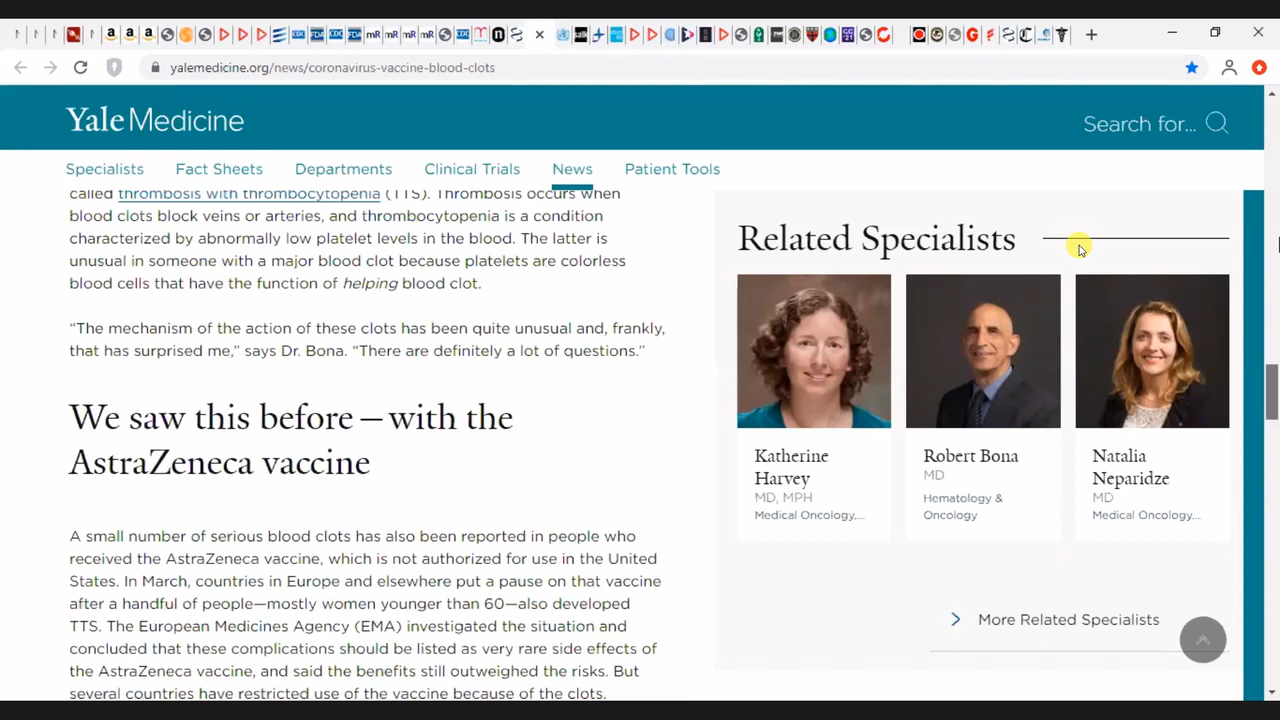 yalemedicine.org/news/coronavirus-vaccine-blood-clots
Yale Medicine
Search for...
Specialists Fact Sheets Departments Clinical Trials News Patient Tools
called thrombosis with thrombocytopenia (TTS). Thrombosis occurs when
blood clots block veins or arteries, and thrombocytopenia is a condition
characterized by abnormally low platelet levels in the blood. The latter is
unusual in someone with a major blood clot because platelets are colorless
blood cells that have the function of helping blood clot.
“The mechanism of the action of these clots has been quite unusual and, frankly,
that has surprised me,” says Dr. Bona. “There are definitely a lot of questions.”
We saw this before—with the
AstraZeneca vaccine
A small number of serious blood clots has also been reported in people who
received the AstraZeneca vaccine, which is not authorized for use in the United
States. In March, countries in Europe and elsewhere put a pause on that vaccine
after a handful of people—mostly women younger than 60—also developed
TTS. The European Medicines Agency (EMA) investigated the situation and
concluded that these complications should be listed as very rare side effects of
the AstraZeneca vaccine, and said the benefits still outweighed the risks. But
several countries have restricted use of the vaccine because of the clots.
Related Specialists
Katherine
Harvey
MD, MPH
Medical Oncology,...
Robert Bona
MD
Hematology &
Oncology
Natalia
Neparidze
MD
Medical Oncology,...
More Related Specialists